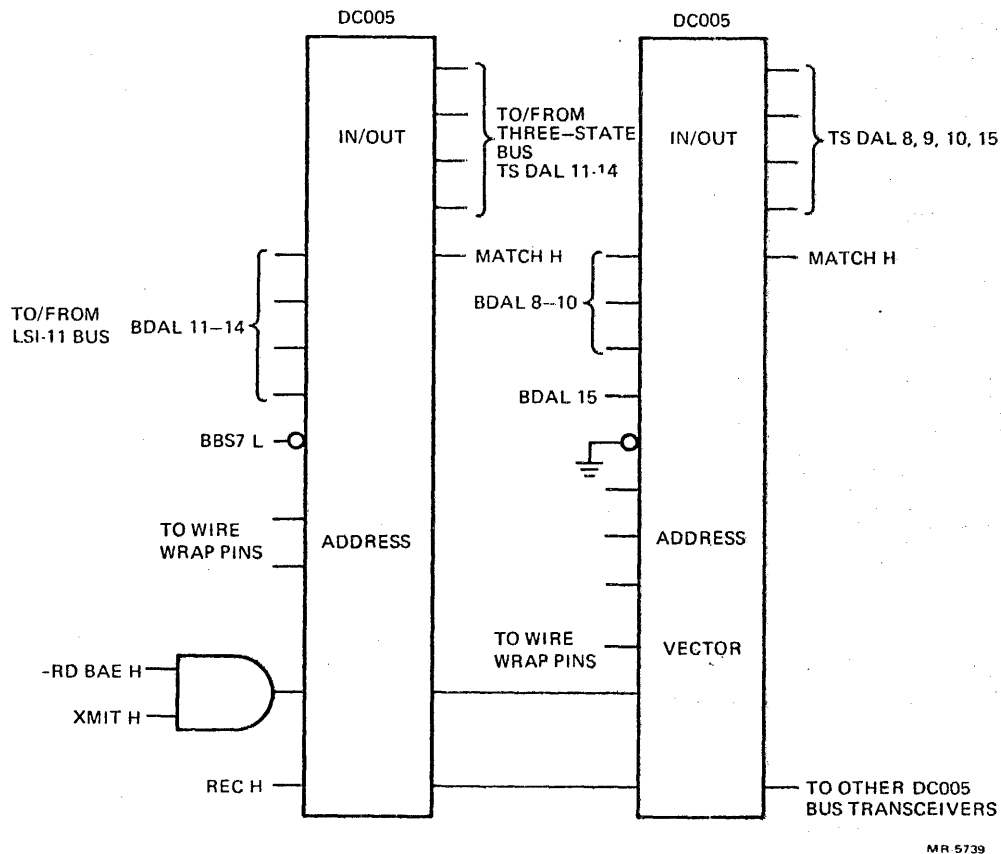 DC005
DC005
IN/OUT
TO/FROM
THREE-STATE
BUS
TS DAL 11-14
IN/OUT
TS DAL 8, 9, 10, 15
MATCH H
MATCH H
TO/FROM
LSI-11 BUS
BDAL 11-14
BDAL 8-10
BDAL 15
BBS7 L
TO WIRE
WRAP PINS
ADDRESS
ADDRESS
TO WIRE
WRAP PINS
VECTOR
-RD BAE H
XMIT H
REC H
TO OTHER DC005
BUS TRANSCEIVERS
MR-5739